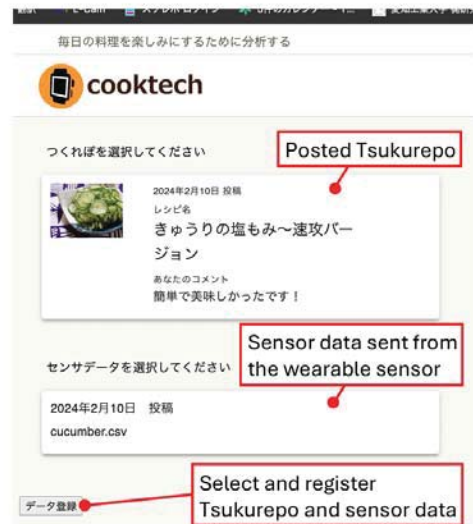 毎日の料理を楽しみにするために分析する
cooktech
つくれぽを選択してください
Posted Tsukurepo
2024年2月10日 投稿
レシピ名
きゅうりの塩もみ〜速攻バー
ジョン
あなたのコメント
簡単で美味しかったです！
Sensor data sent from
the wearable sensor
センサデータを選択してください
2024年2月10日 投稿
cucumber.csv
Select and register
Tsukurepo and sensor data
データ登録